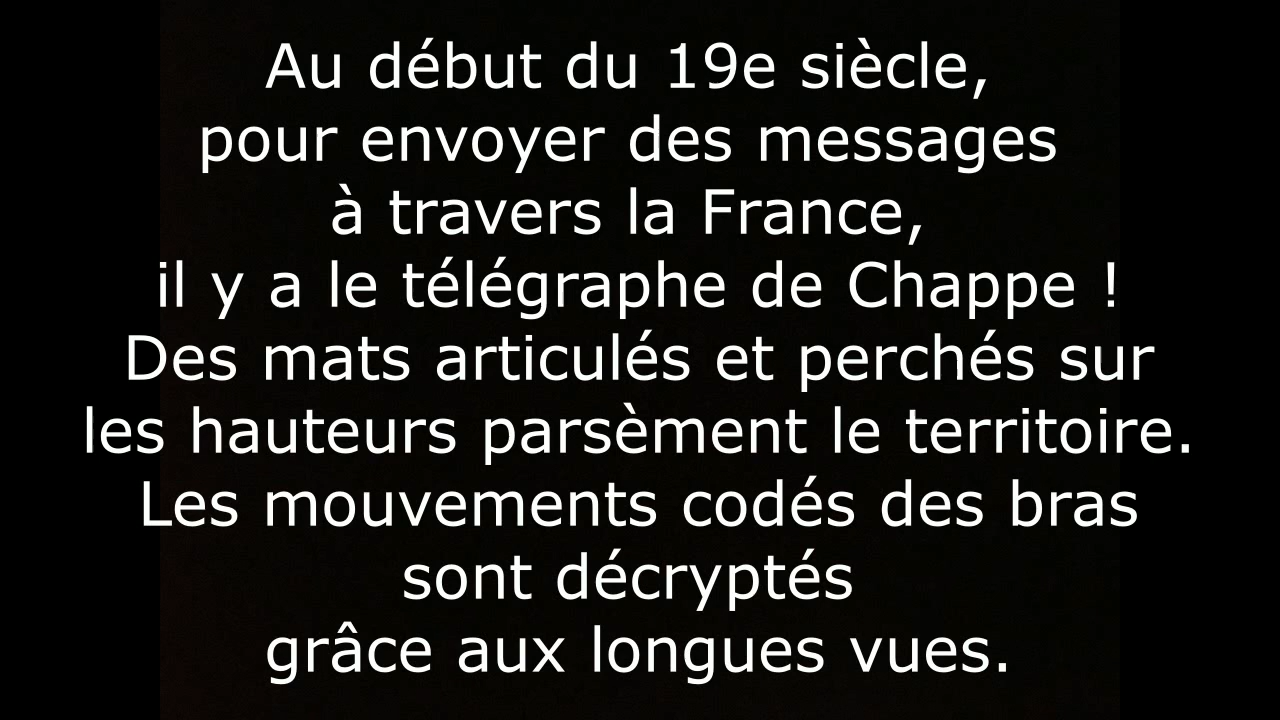 Au début du 19e siècle,
pour envoyer des messages
à travers la France,
il y a le télégraphe de Chappe !
Des mats articulés et perchés sur
les hauteurs parsèment le territoire.
Les mouvements codés des bras
sont décryptés
grâce aux longues vues.